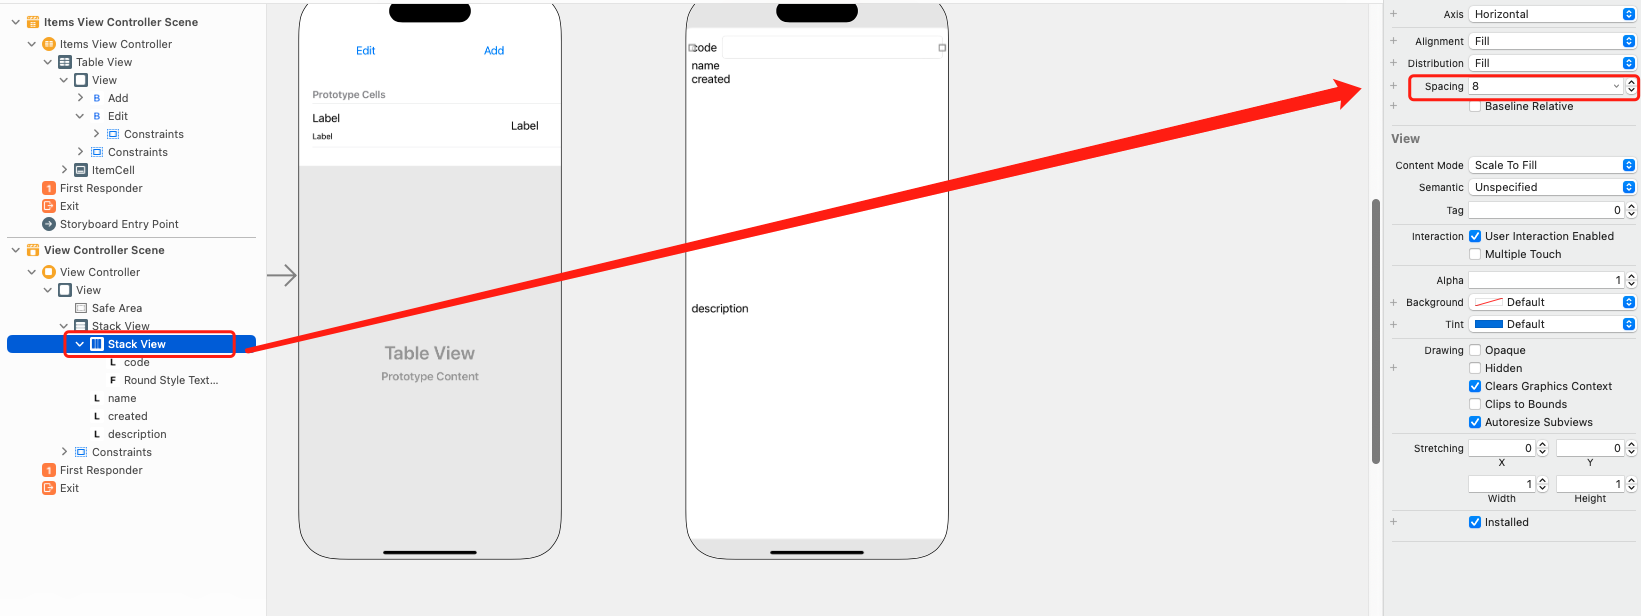 Items View Controller Scene
Items View Controller
Table View
View
B Add
B Edit
Constraints
Constraints
ItemCell
1 First Responder
Exit
Storyboard Entry Point
View Controller Scene
View Controller
View
Safe Area
Stack View
Stack View
L code
F Round Style Text...
L name
L created
L description
Constraints
1 First Responder
Exit
Edit
Add
Prototype Cells
Label
Label
Label
Table View
Prototype Content
code
name
created
description
Axis Horizontal
Alignment Fill
Distribution Fill
Spacing 8
Baseline Relative
View
Content Mode Scale To Fill
Semantic Unspecified
Tag 0
Interaction User Interaction Enabled
Multiple Touch
Alpha 1
Background Default
Tint Default
Drawing Opaque
Hidden
Clears Graphics Context
Clips to Bounds
Autoresize Subviews
Stretching 0 0
X Y
1 1
Width Height
Installed